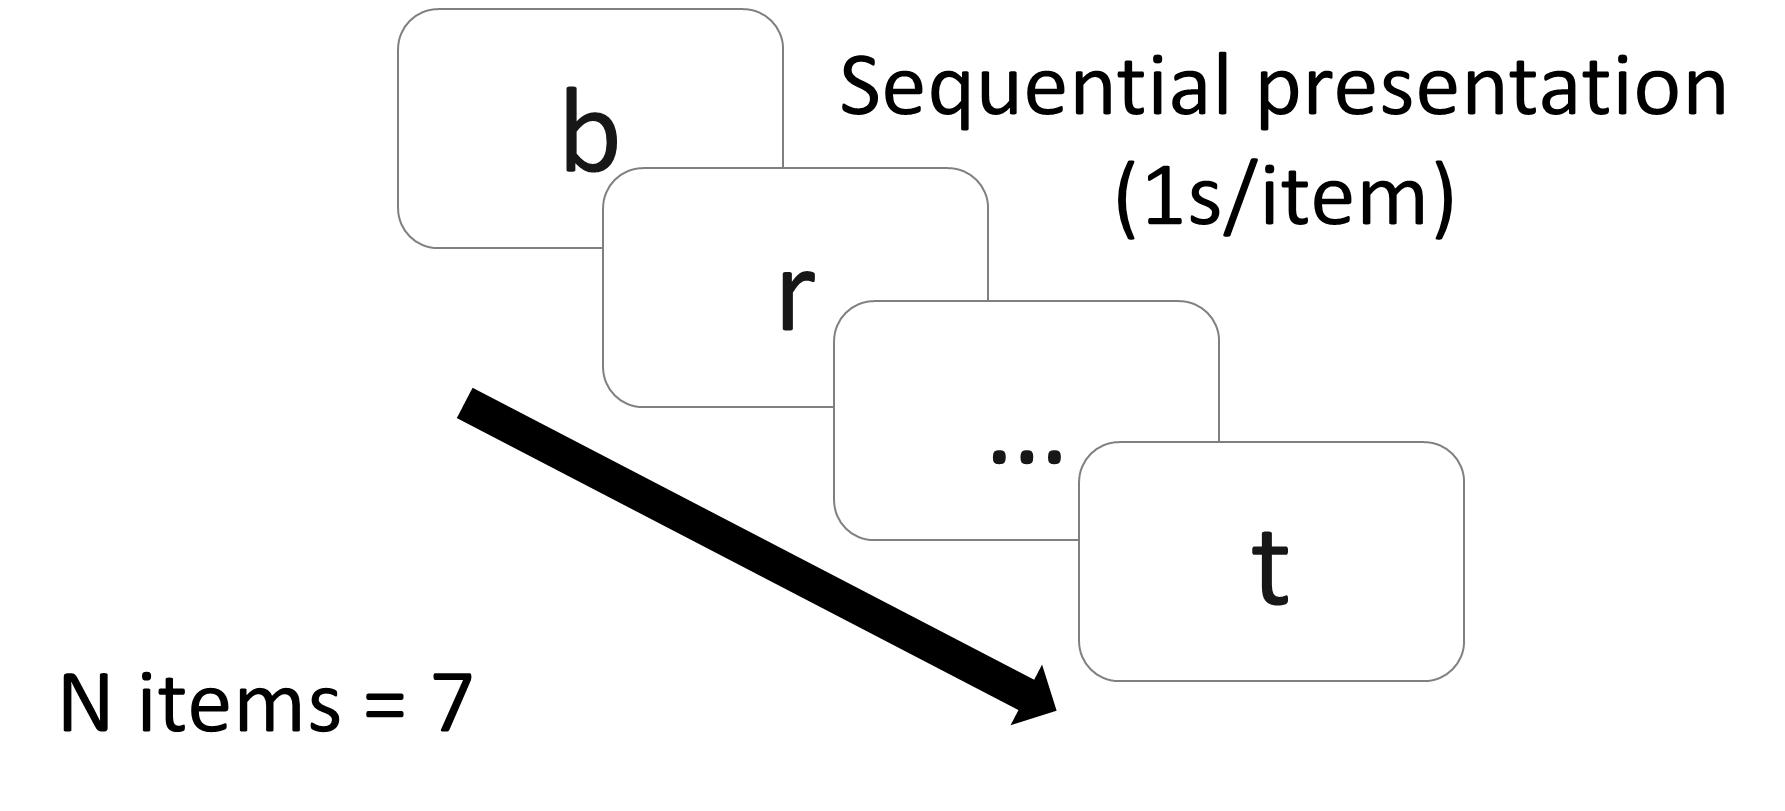 b
Sequential presentation
(1s/item)
r
...
t
N items = 7